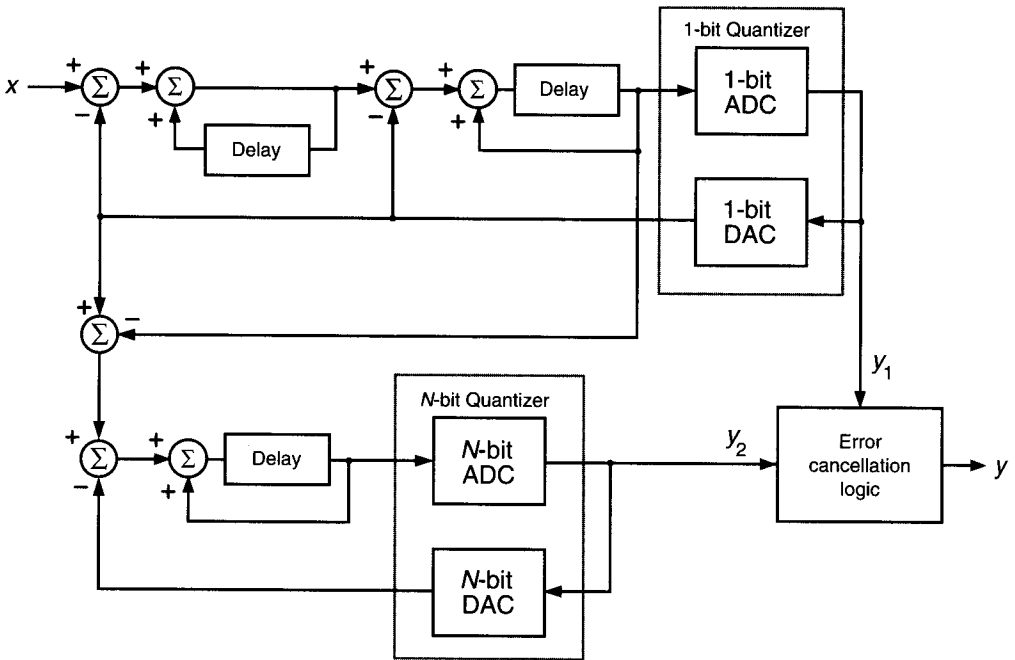 1-bit Quantizer
x
+
Σ
+
Σ
+
Σ
+
Σ
Delay
1-bit
ADC
−
+
−
+
Delay
1-bit
DAC
+
Σ
−
y1
N-bit Quantizer
+
Σ
+
Σ
Delay
N-bit
ADC
y2
Error
cancellation
logic
y
−
+
N-bit
DAC